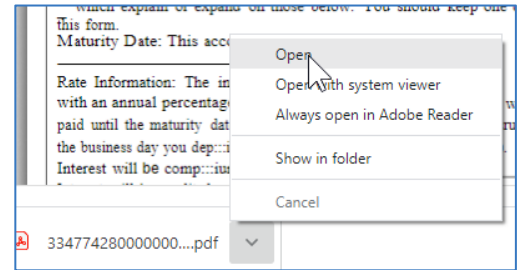 which explain or expand on those below. You should keep one
this form.
Maturity Date: This acco
Rate Information: The in
with an annual percentage
paid until the maturity dat
the business day you dep:::i
Interest will be comp:::ius
Open
Open with system viewer
Always open in Adobe Reader
Show in folder
Cancel
334774280000000....pdf